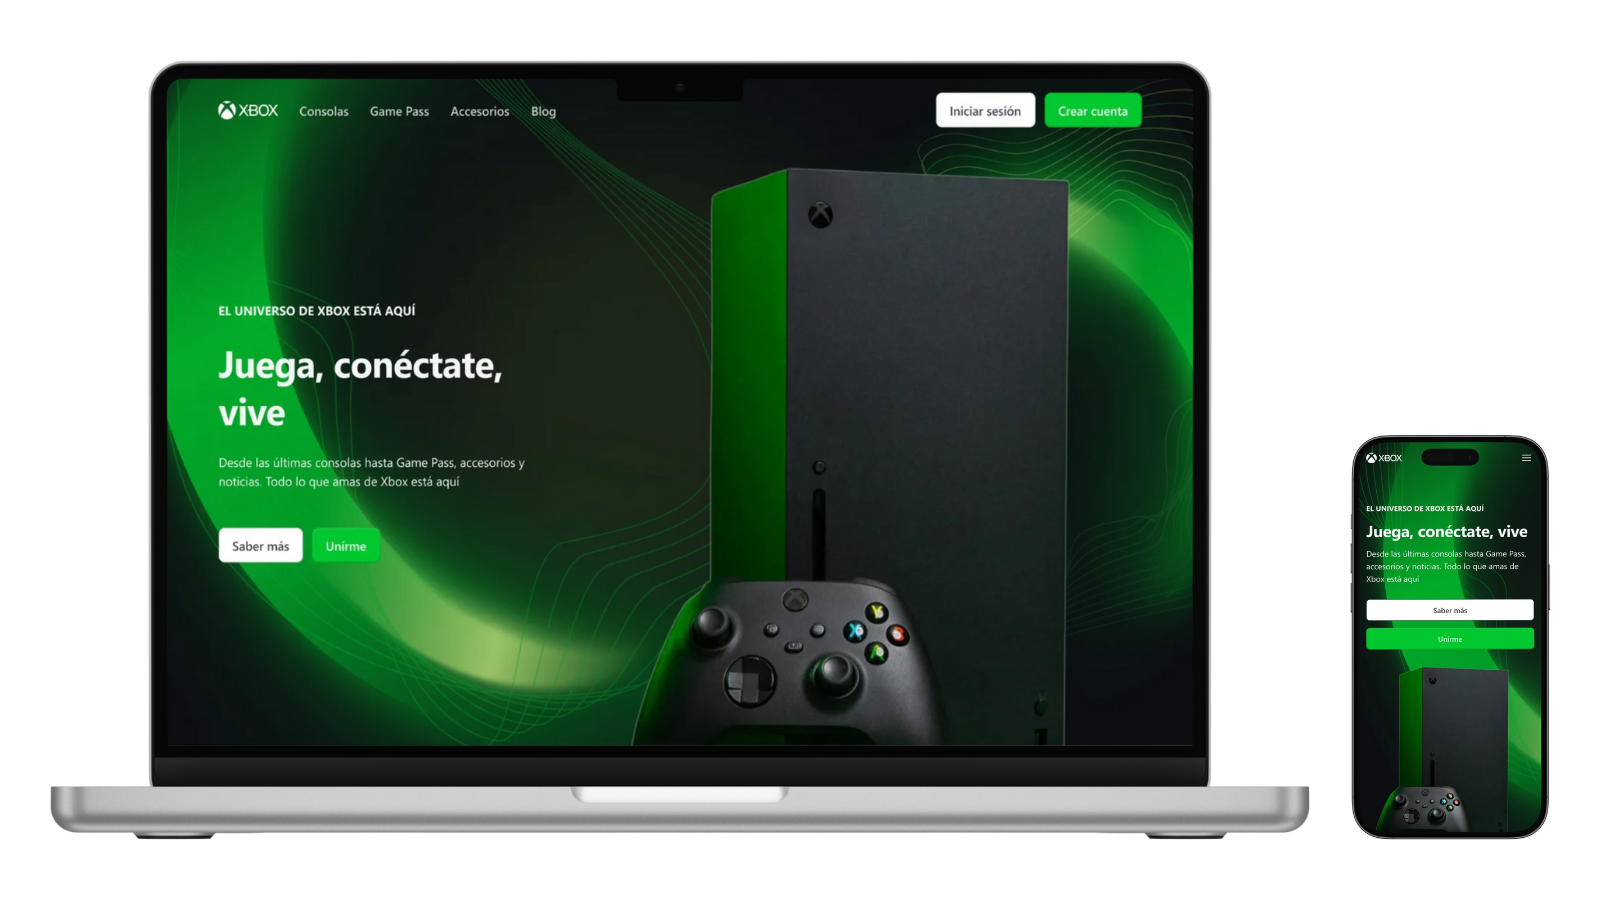 XBOX Consolas Game Pass Accesorios Blog Iniciar sesión Crear cuenta
EL UNIVERSO DE XBOX ESTÁ AQUÍ
Juega, conéctate,
vive
Desde las últimas consolas hasta Game Pass, accesorios y
noticias. Todo lo que amas de Xbox está aquí
Saber más Unirme
Y
X B
A
XBOX
EL UNIVERSO DE XBOX ESTÁ AQUÍ
Juega, conéctate, vive
Desde las últimas consolas hasta Game Pass,
accesorios y noticias. Todo lo que amas de
Xbox está aquí
Saber más
Unirme